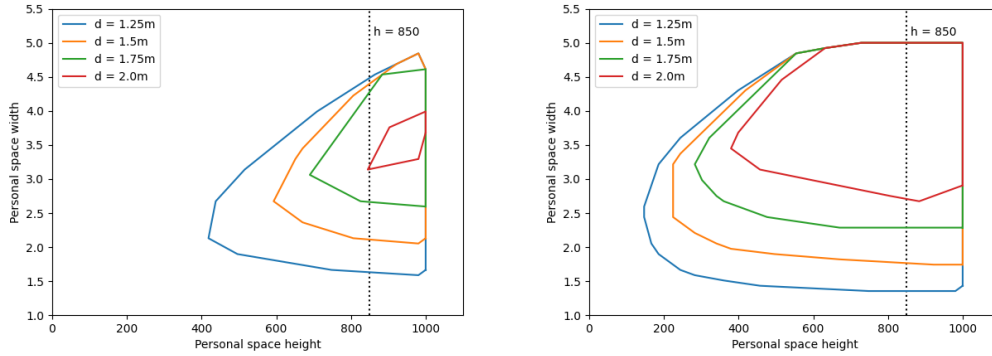 5.5
5.0
4.5
4.0
3.5
3.0
2.5
2.0
1.5
1.0
Personal space width
d = 1.25m
d = 1.5m
d = 1.75m
d = 2.0m
h = 850
0 200 400 600 800 1000
Personal space height
5.5
5.0
4.5
4.0
3.5
3.0
2.5
2.0
1.5
1.0
Personal space width
d = 1.25m
d = 1.5m
d = 1.75m
d = 2.0m
h = 850
0 200 400 600 800 1000
Personal space height